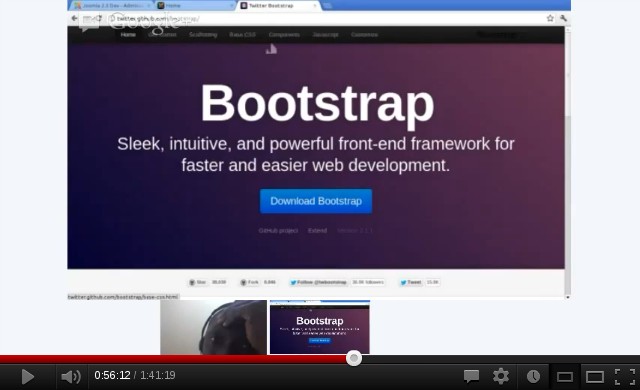 Joomla 2.5 Dev - Admini
Home
Twitter Bootstrap
twitter.github.com/bootstrap/
Google
Home
Scaffolding
Base CSS
Components
Javascript
Customize
Bootstrap
Sleek, intuitive, and powerful front-end framework for
faster and easier web development.
Download Bootstrap
GitHub project
Extend
Star
Fork
Follow @twbootstrap
Tweet
twitter.github.com/bootstrap/base-css.html
Bootstrap
0:56:12 / 1:41:19